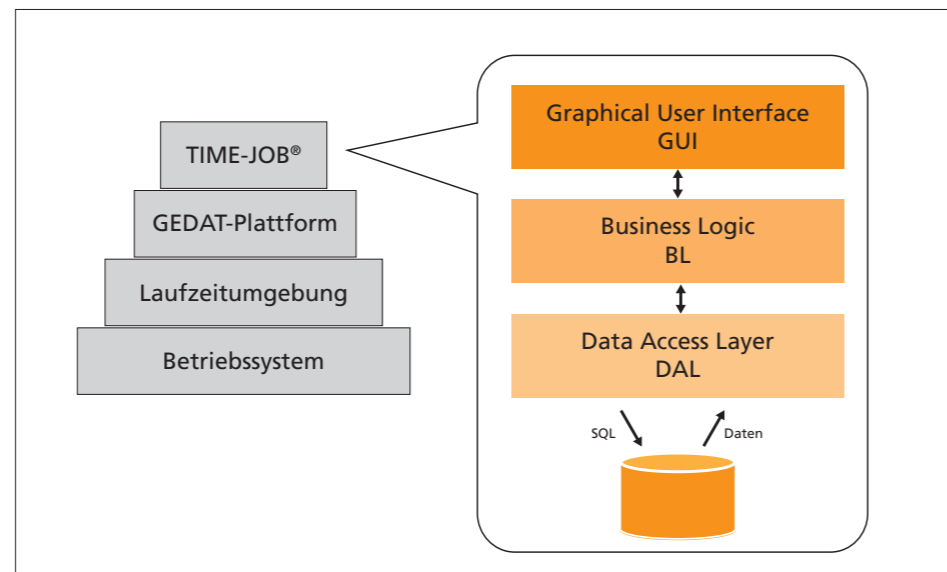 TIME-JOB®
GEDAT-Plattform
Laufzeitumgebung
Betriebssystem
Graphical User Interface
GUI
Business Logic
BL
Data Access Layer
DAL
SQL
Daten